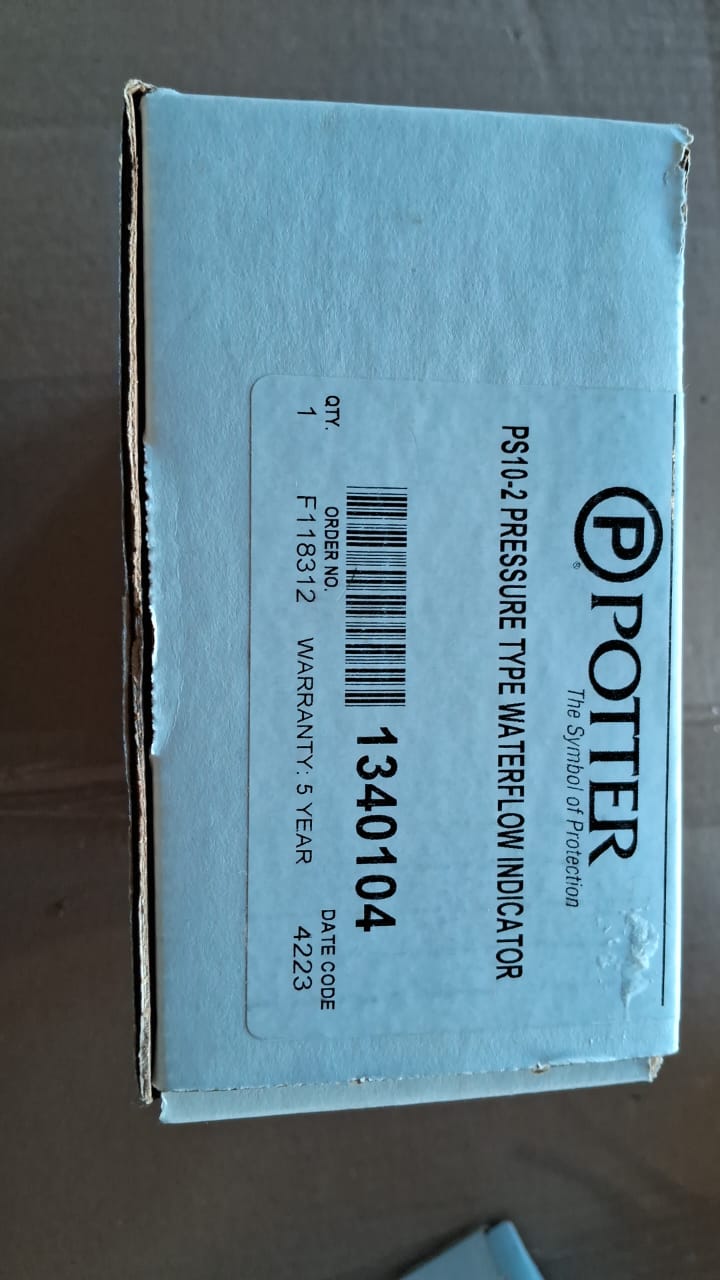 P POTTER
®
The Symbol of Protection
PS10-2 PRESSURE TYPE WATERFLOW INDICATOR
1340104
QTY. ORDER NO. DATE CODE
1 F118312 WARRANTY: 5 YEAR 4223